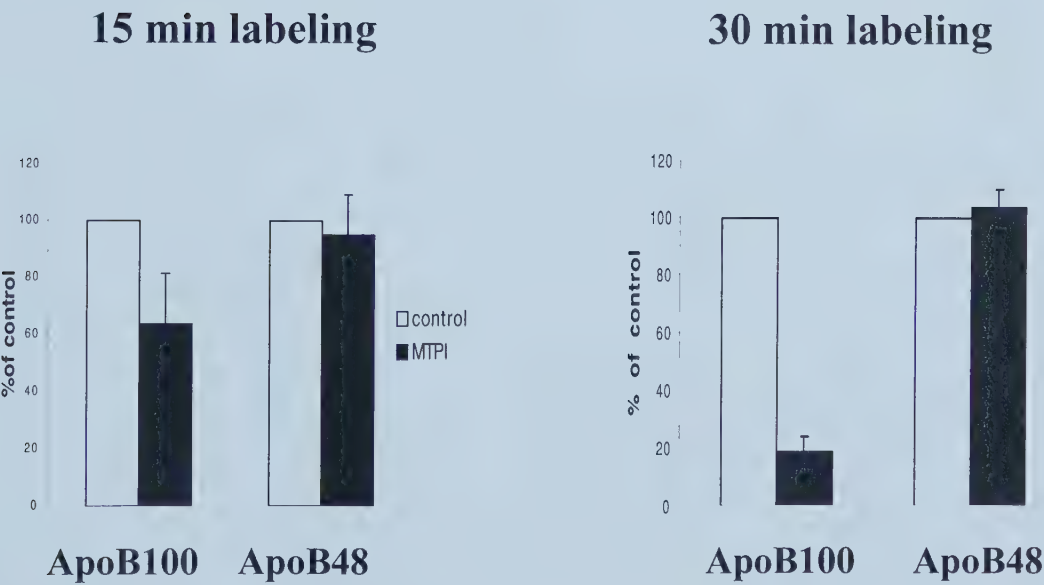 15 min labeling
120
100
80
60
40
20
0
%of control
ApoB100 ApoB48
control
MTPI
30 min labeling
120
100
80
60
40
20
0
% of control
ApoB100 ApoB48